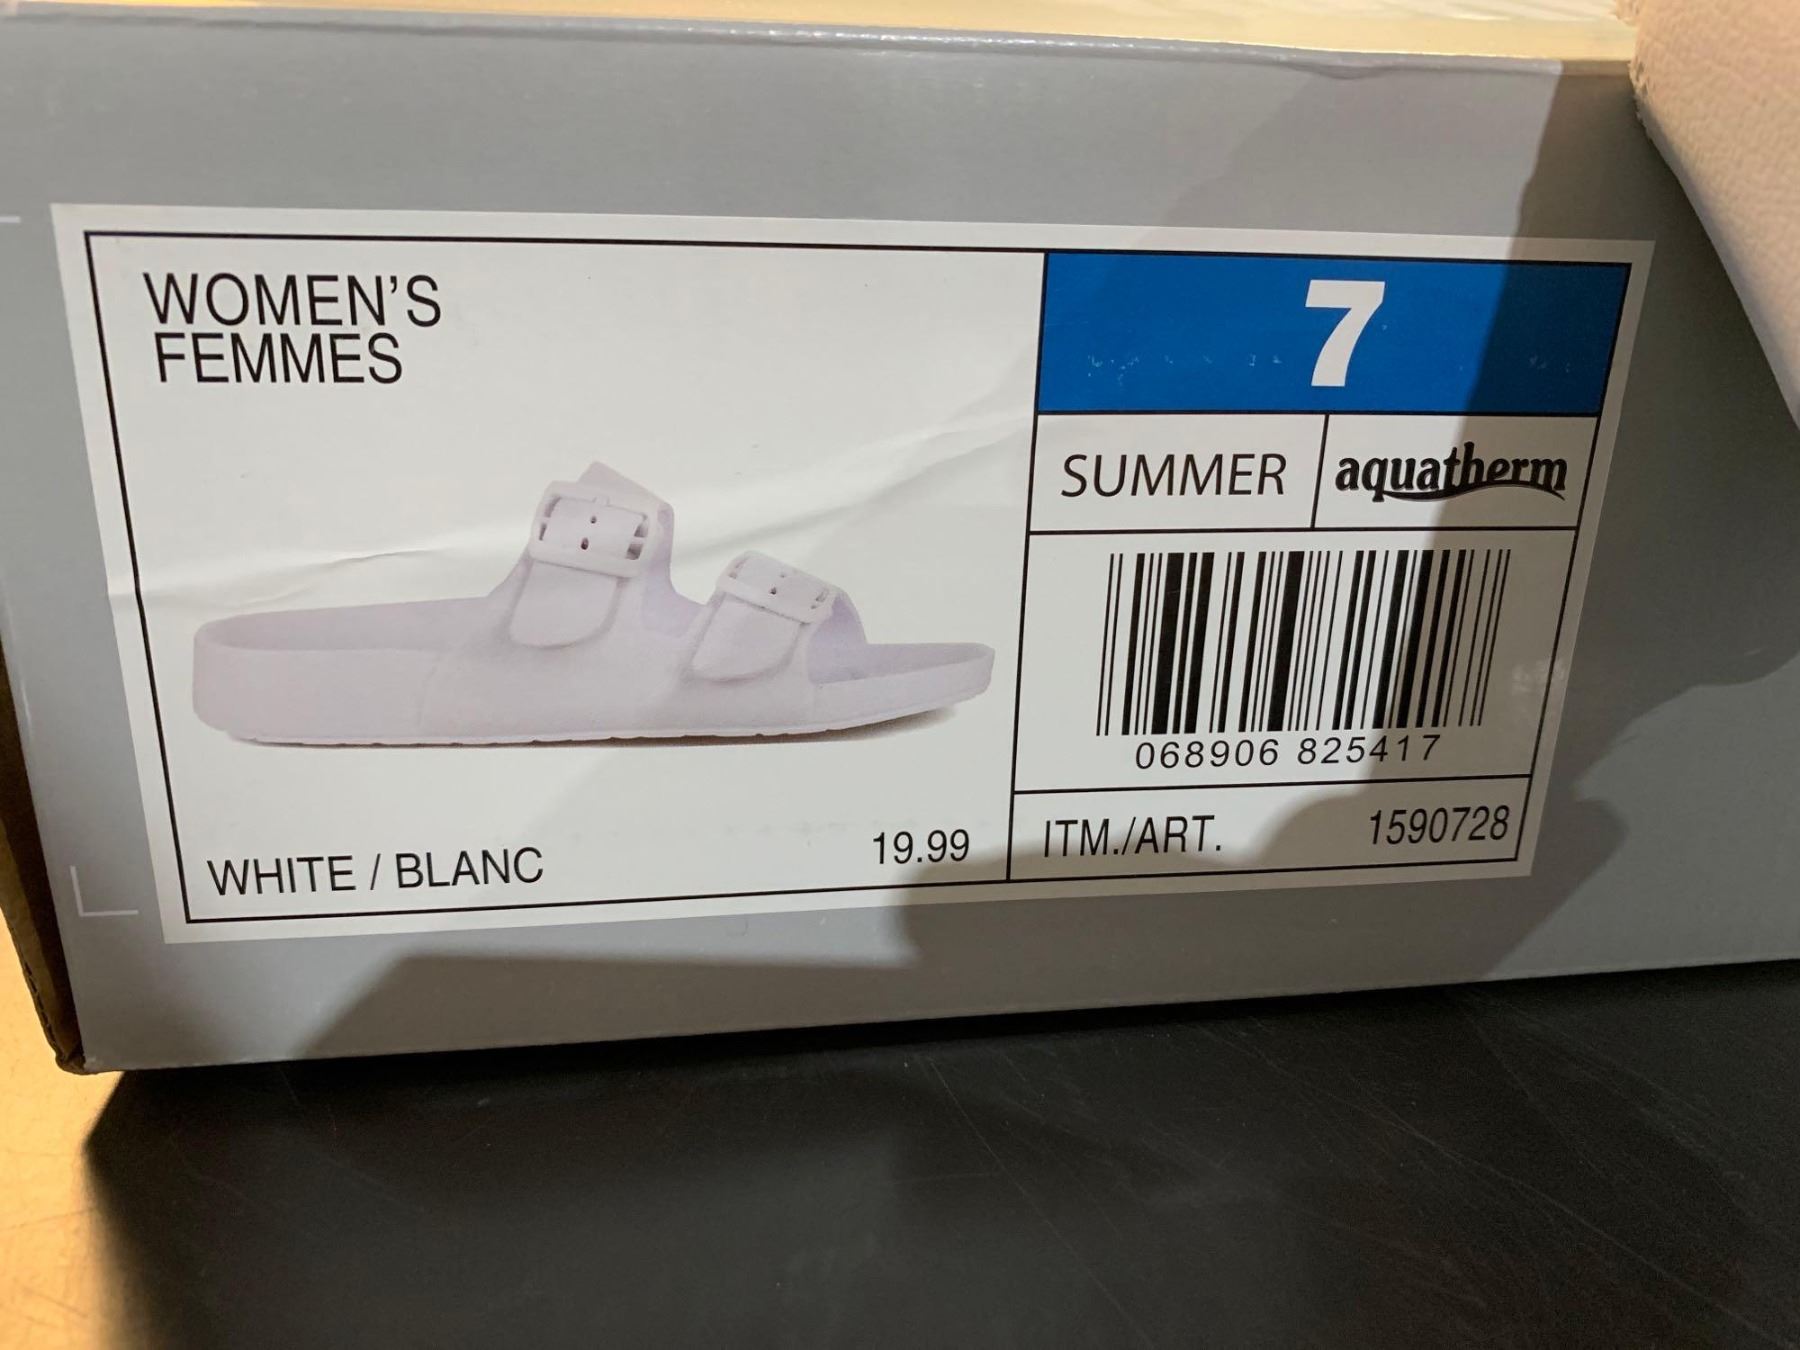 WOMEN'S
FEMMES
WHITE / BLANC
19.99
7
SUMMER
aquatherm
068906 825417
ITM./ART. 1590728